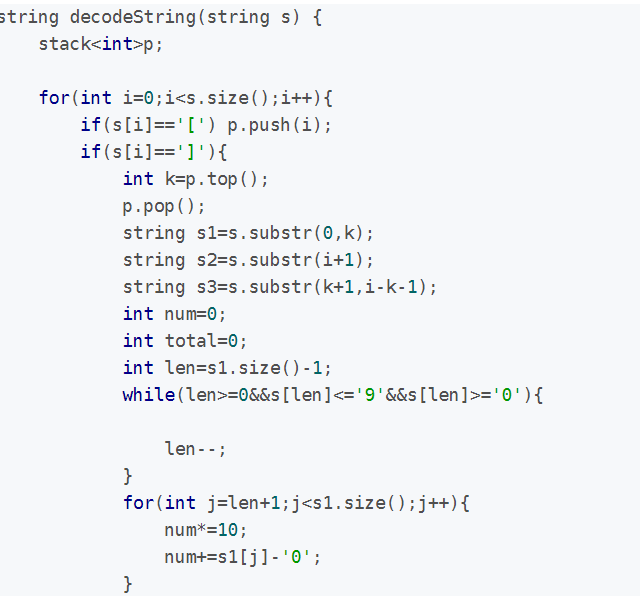 string decodeString(string s) {
    stack<int>p;

    for(int i=0;i<s.size();i++){
        if(s[i]=='[') p.push(i);
        if(s[i]==']'){
            int k=p.top();
            p.pop();
            string s1=s.substr(0,k);
            string s2=s.substr(i+1);
            string s3=s.substr(k+1,i-k-1);
            int num=0;
            int total=0;
            int len=s1.size()-1;
            while(len>=0&&s[len]<='9'&&s[len]>='0'){

                len--;
            }
            for(int j=len+1;j<s1.size();j++){
                num*=10;
                num+=s1[j]-'0';
            }